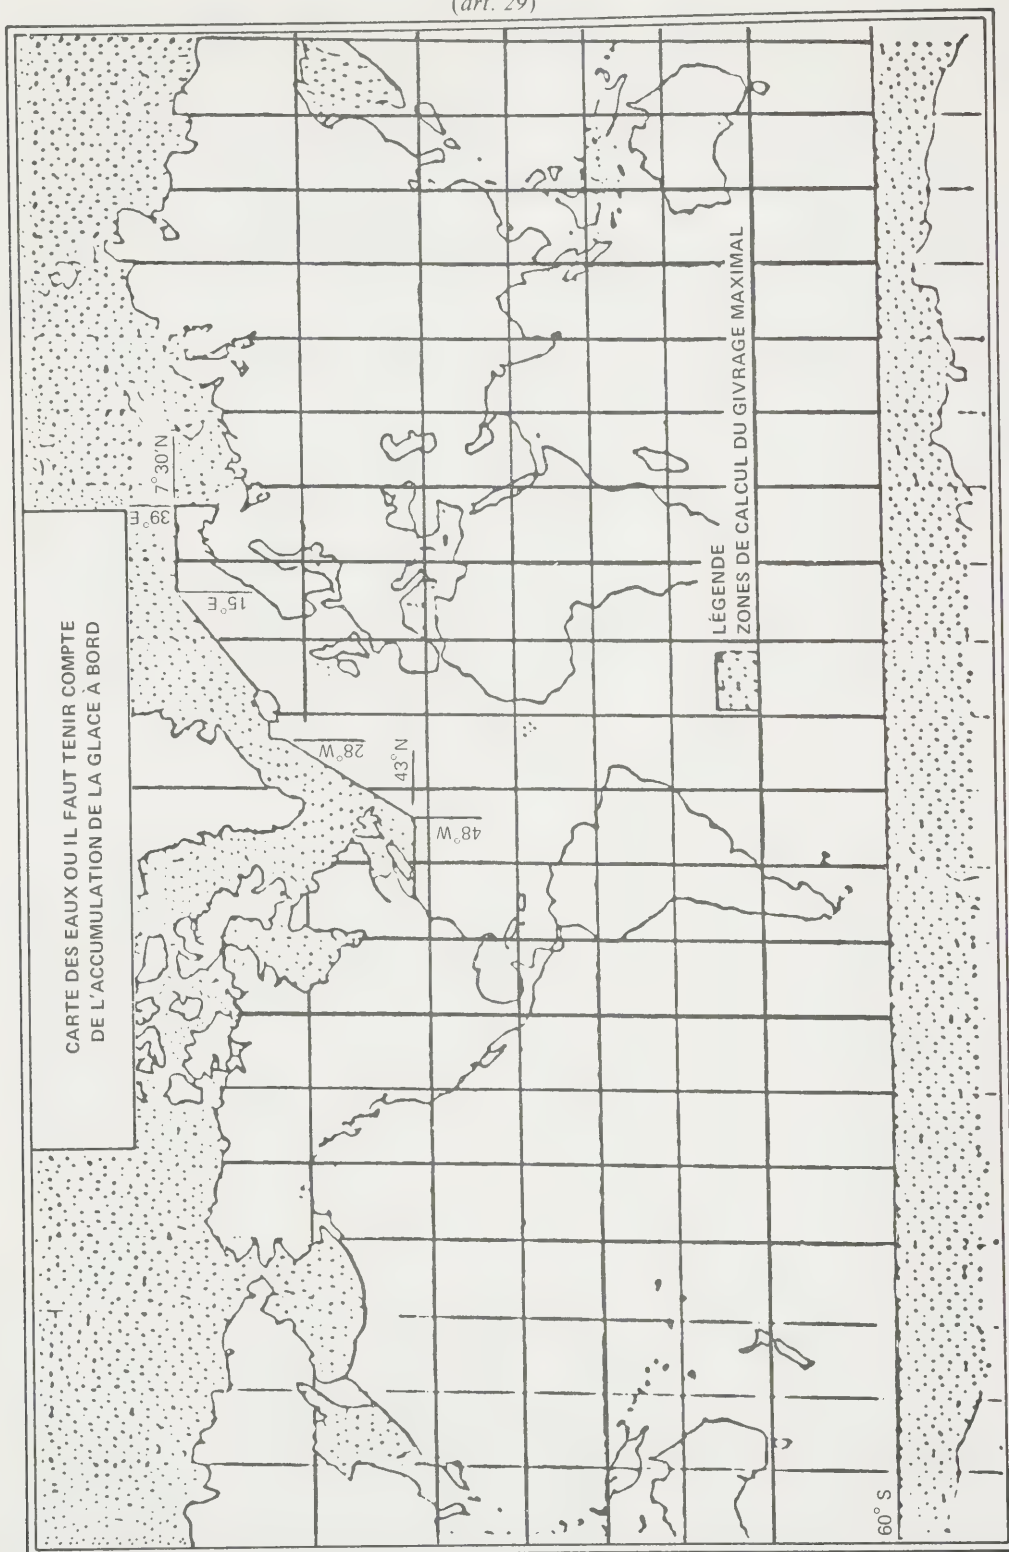 (art. 29)
CARTE DES EAUX OU IL FAUT TENIR COMPTE
DE L'ACCUMULATION DE LA GLACE À BORD
7°30'N
39°E
15°E
28°W
43°N
48°W
LÉGENDE
ZONES DE CALCUL DU GIVRAGE MAXIMAL
60° S